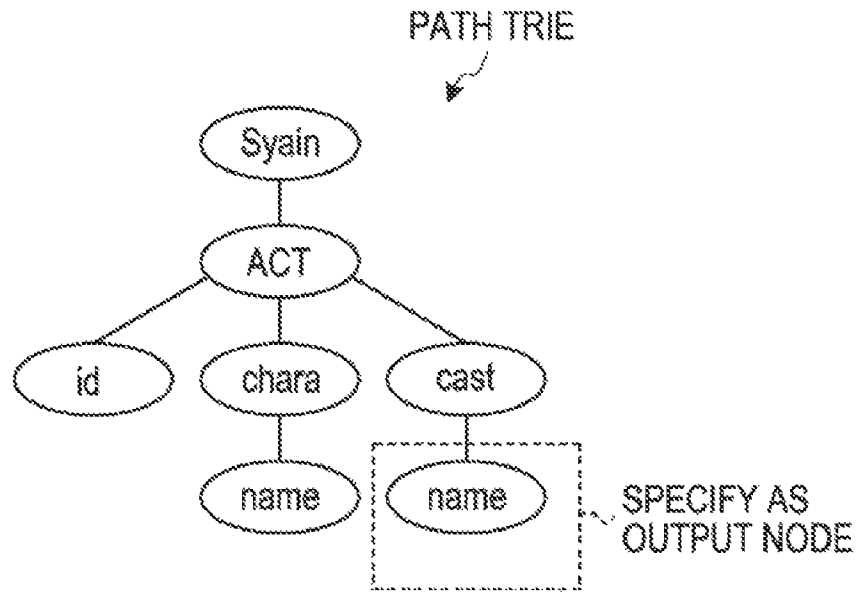 PATH TRIE
Syain
ACT
id
chara
cast
name
name
SPECIFY AS
OUTPUT NODE